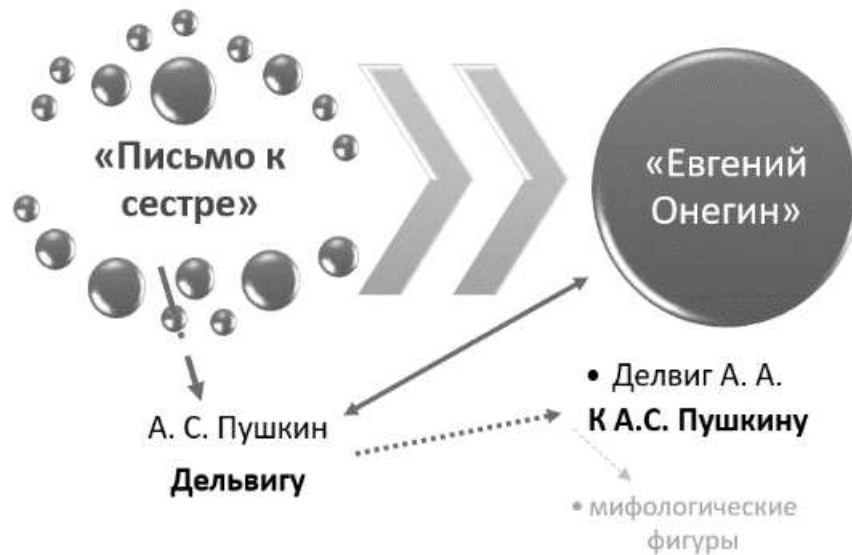 «Письмо к
сестре»
«Евгений
Онегин»
А. С. Пушкин
Дельвигу
• Делвиг А. А.
К А.С. Пушкину
• мифологические
фигуры